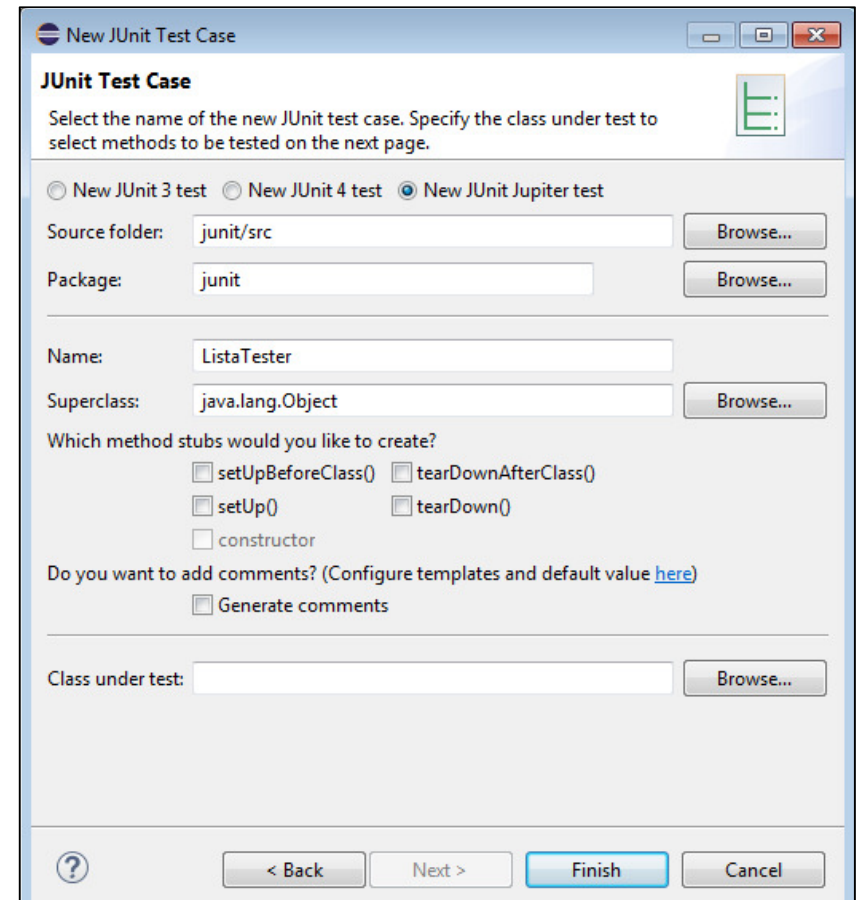 New JUnit Test Case
JUnit Test Case
Select the name of the new JUnit test case. Specify the class under test to
select methods to be tested on the next page.
New JUnit 3 test New JUnit 4 test New JUnit Jupiter test
Source folder: junit/src Browse...
Package: junit Browse...
Name: ListaTester
Superclass: java.lang.Object Browse...
Which method stubs would you like to create?
setUpBeforeClass() tearDownAfterClass()
setUp() tearDown()
constructor
Do you want to add comments? (Configure templates and default value here)
Generate comments
Class under test: Browse...
? < Back Next > Finish Cancel